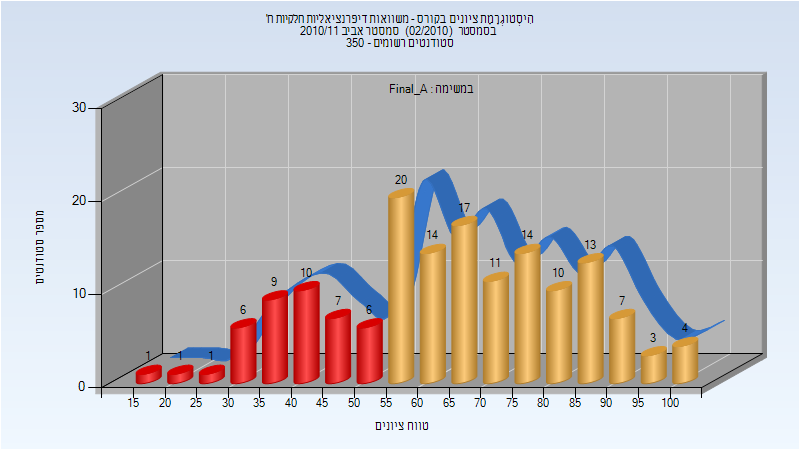 הִיסְטוֹגְרָמַת ציונים בקורס - משוואות דיפרנציאליות חלקיות ח'
בסמסטר (02/2010) סמסטר אביב 2010/11
סטודנטים רשומים - 350
במשימה : Final_A
30
20
10
0
מספר סטודנטים
1 1 1 6 9 10 7 6 20 14 17 11 14 10 13 7 3 4
15 20 25 30 35 40 45 50 55 60 65 70 75 80 85 90 95 100
טווח ציונים